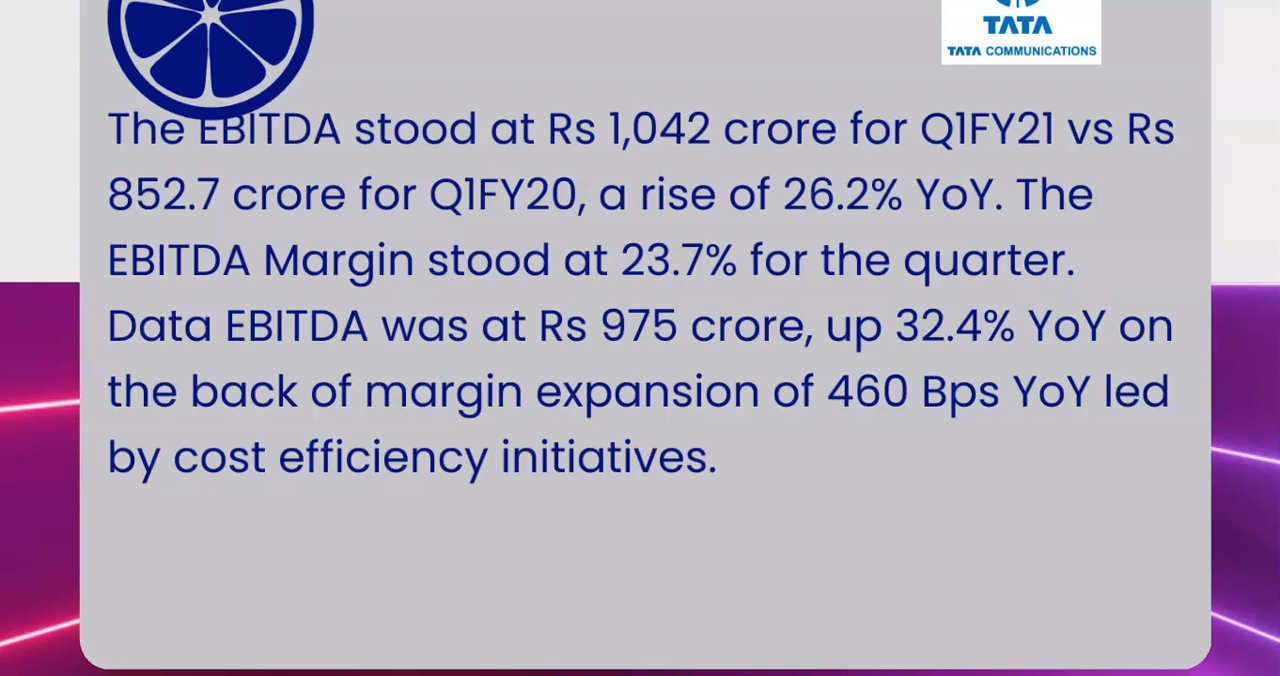 TATA
TATA COMMUNICATIONS
The EBITDA stood at Rs 1,042 crore for Q1FY21 vs Rs
852.7 crore for Q1FY20, a rise of 26.2% YoY. The
EBITDA Margin stood at 23.7% for the quarter.
Data EBITDA was at Rs 975 crore, up 32.4% YoY on
the back of margin expansion of 460 Bps YoY led
by cost efficiency initiatives.